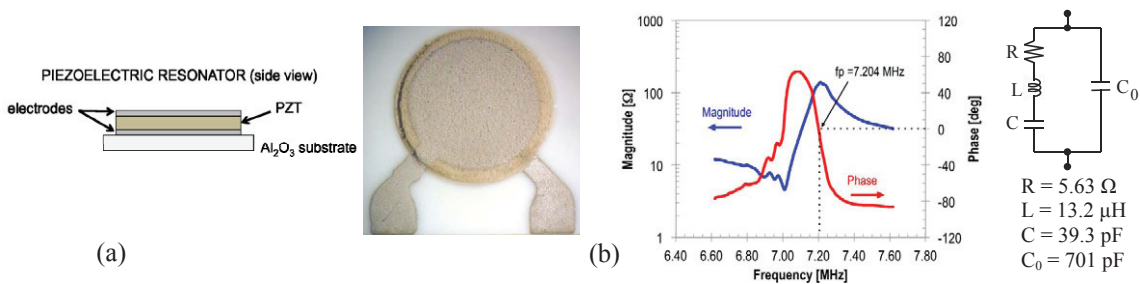 PIEZOELECTRIC RESONATOR (side view)
electrodes
PZT
Al₂O₃ substrate
(a)
(b)
Magnitude [Ω]
1000
100
10
1
fp =7.204 MHz
Magnitude
Phase
120
80
40
0
-40
-80
-120
Phase [deg]
6.40 6.60 6.80 7.00 7.20 7.40 7.60 7.80
Frequency [MHz]
R
L
C
C₀
R = 5.63 Ω
L = 13.2 μH
C = 39.3 pF
C₀ = 701 pF